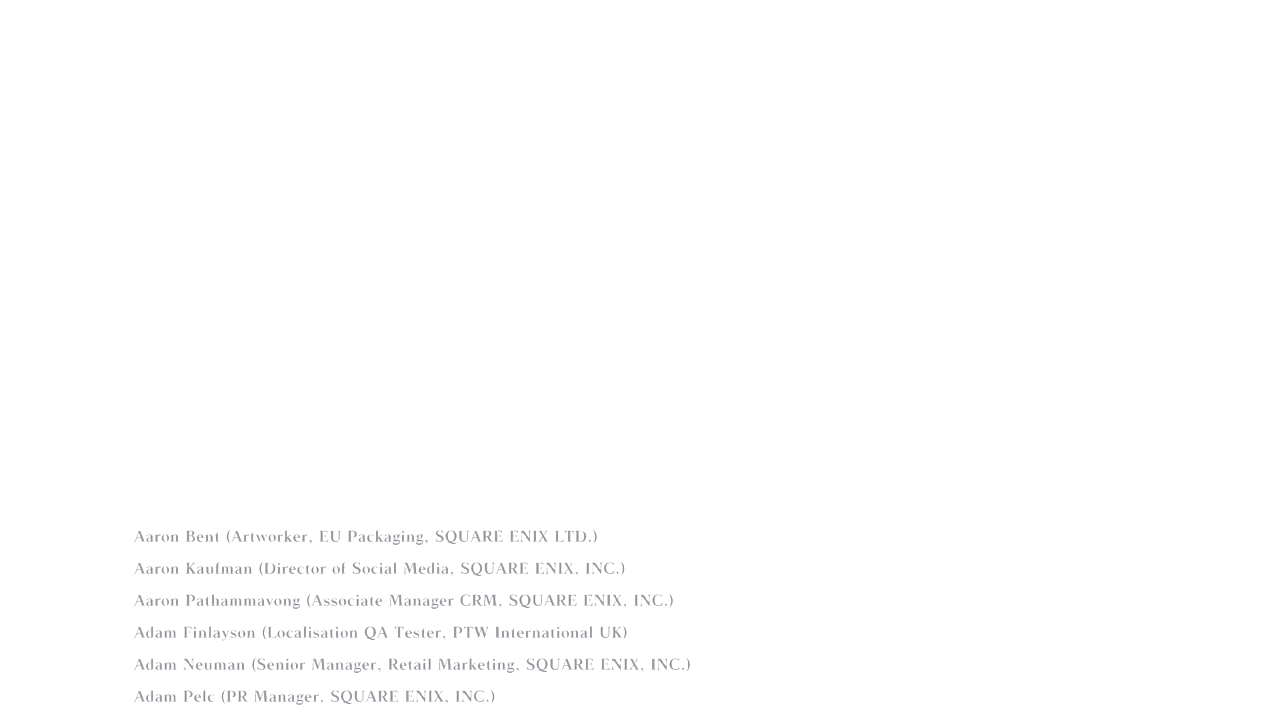 Aaron Bent (Artworker, EU Packaging, SQUARE ENIX LTD.)
Aaron Kaufman (Director of Social Media, SQUARE ENIX, INC.)
Aaron Pathammavong (Associate Manager CRM, SQUARE ENIX, INC.)
Adam Finlayson (Localisation QA Tester, PTW International UK)
Adam Neuman (Senior Manager, Retail Marketing, SQUARE ENIX, INC.)
Adam Pelc (PR Manager, SQUARE ENIX, INC.)